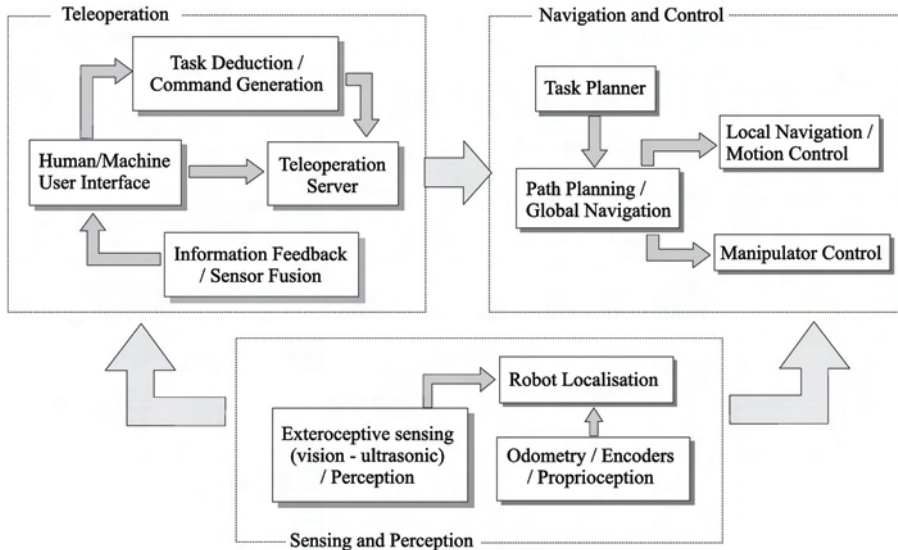 Teleoperation
Task Deduction /
Command Generation
Human/Machine
User Interface
Teleoperation
Server
Information Feedback
/ Sensor Fusion
Navigation and Control
Task Planner
Local Navigation /
Motion Control
Path Planning /
Global Navigation
Manipulator Control
Robot Localisation
Exteroceptive sensing
(vision - ultrasonic)
/ Perception
Odometry / Encoders
/ Proprioception
Sensing and Perception